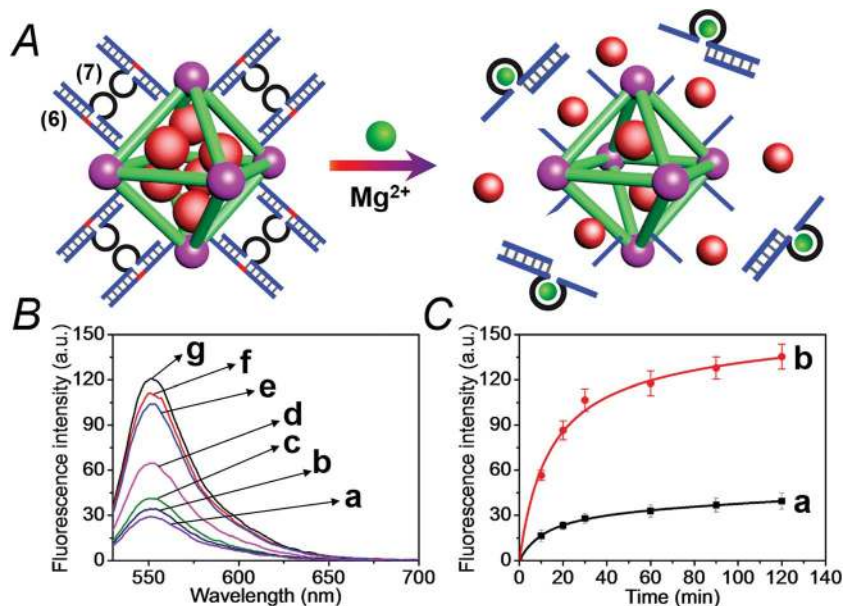 A
(7)
(6)
Mg²⁺
B
Fluorescence intensity (a.u.)
150
120
90
60
30
0
g
f
e
d
c
b
a
550
600
650
700
Wavelength (nm)
C
Fluorescence intensity (a.u.)
150
120
90
60
30
0
b
a
0
20
40
60
80
100
120
140
Time (min)